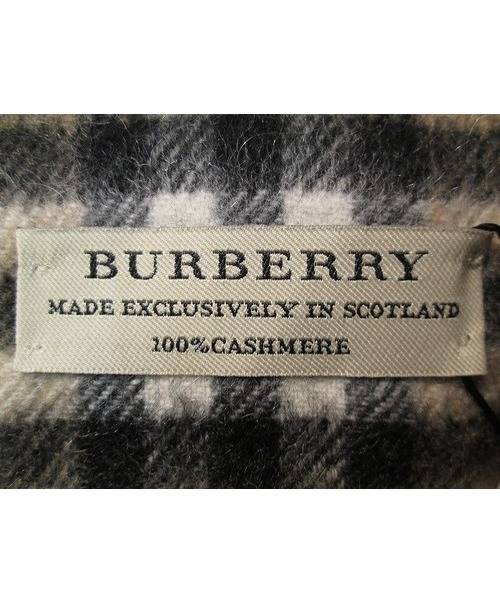 BURBERRY
MADE EXCLUSIVELY IN SCOTLAND
100%CASHMERE